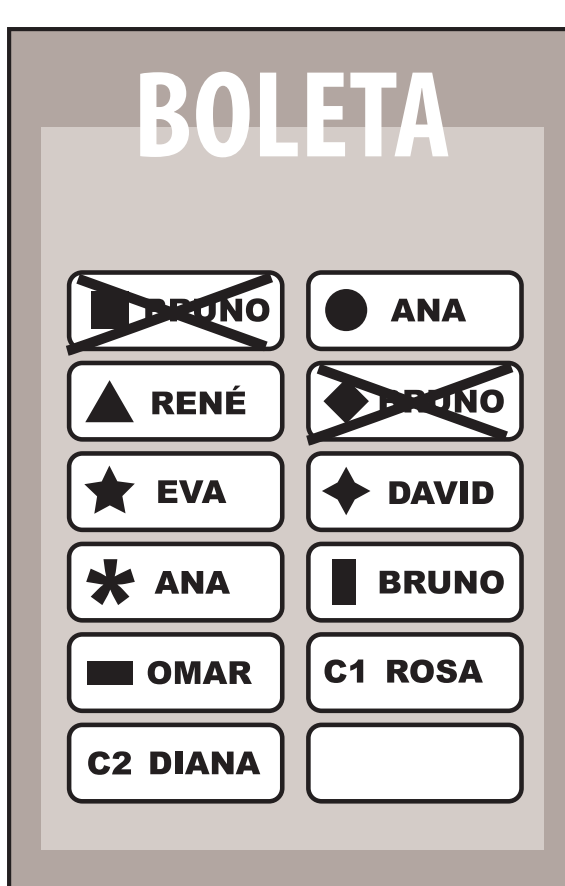 BOLETA
BRUNO
ANA
RENÉ
BRUNO
EVA
DAVID
ANA
BRUNO
OMAR
C1 ROSA
C2 DIANA